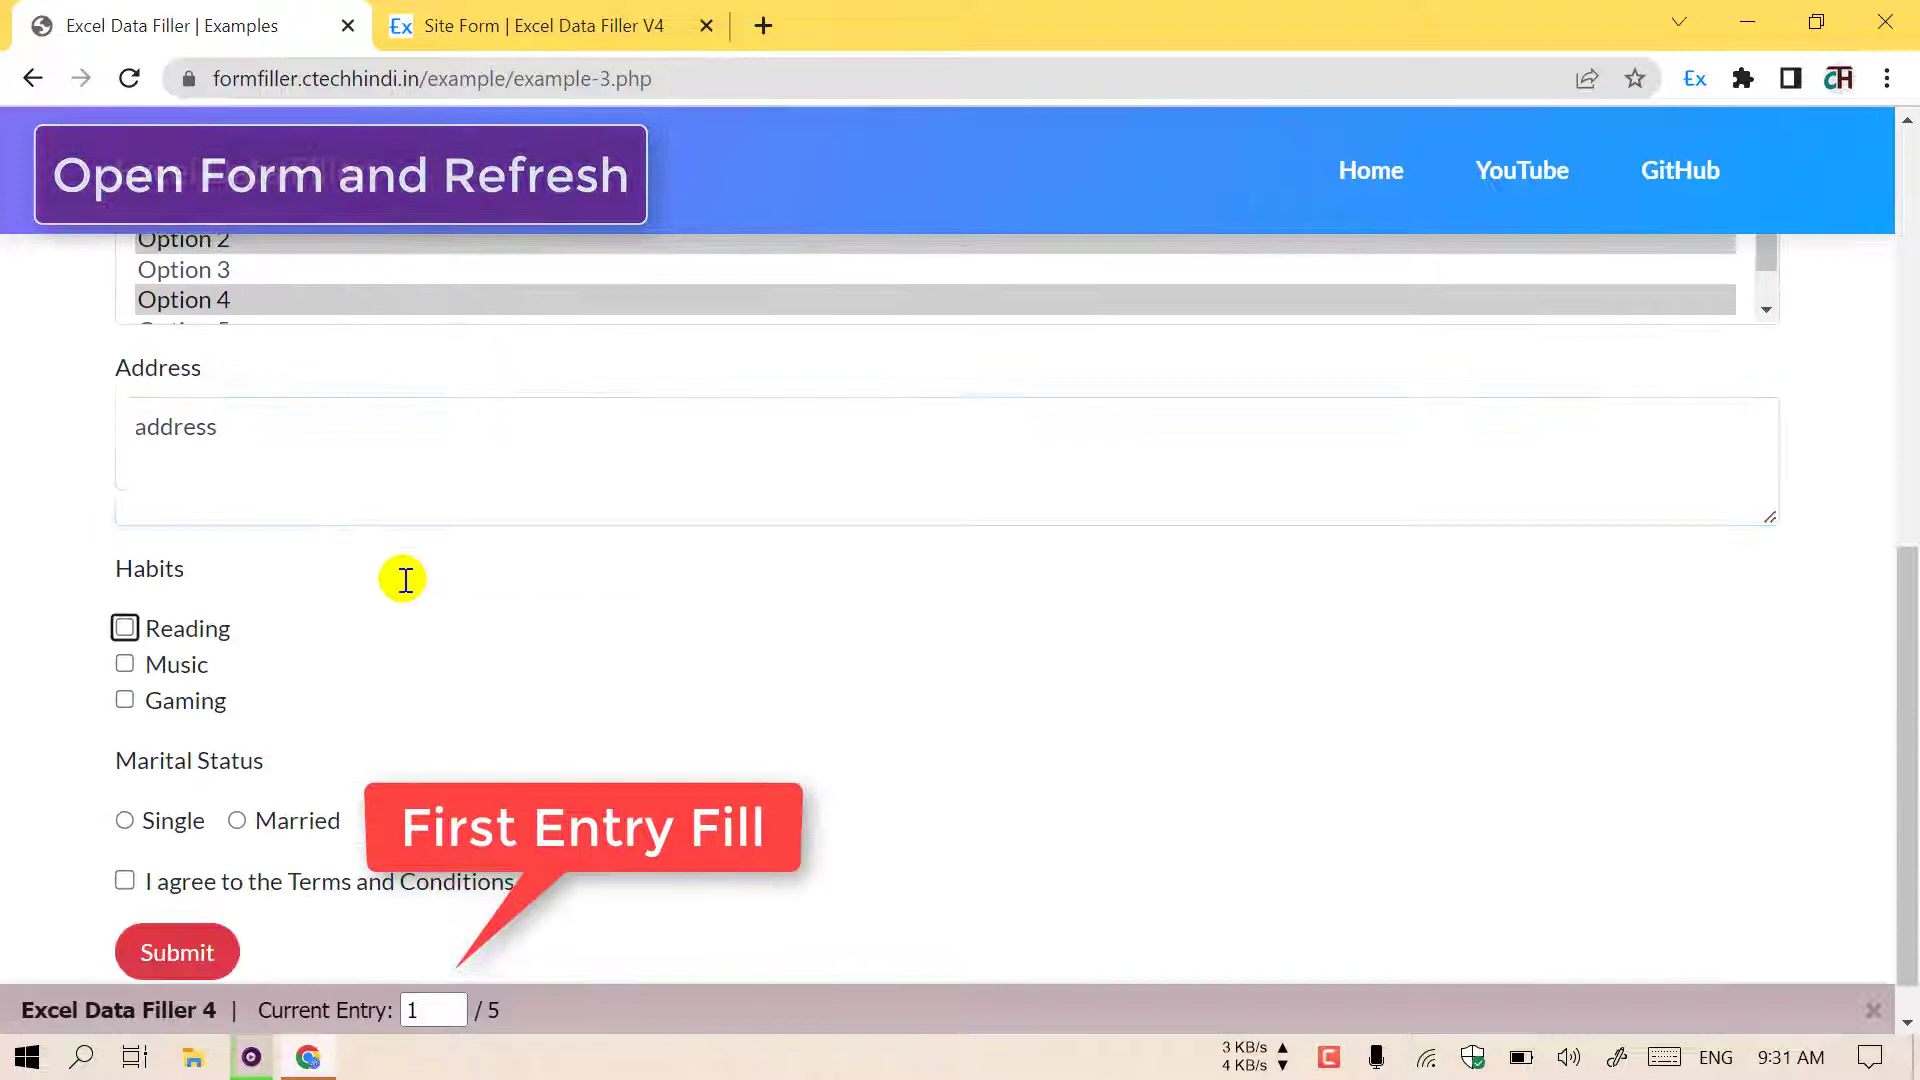 Excel Data Filler | Examples
Ex Site Form | Excel Data Filler V4
formfiller.ctechhindi.in/example/example-3.php
Ex
CTH
Open Form and Refresh
Home YouTube GitHub
Option 2
Option 3
Option 4
Address
address
Habits
Reading
Music
Gaming
Marital Status
Single Married
First Entry Fill
I agree to the Terms and Conditions
Submit
Excel Data Filler 4 | Current Entry: 1 / 5
3 KB/s
4 KB/s
ENG 9:31 AM